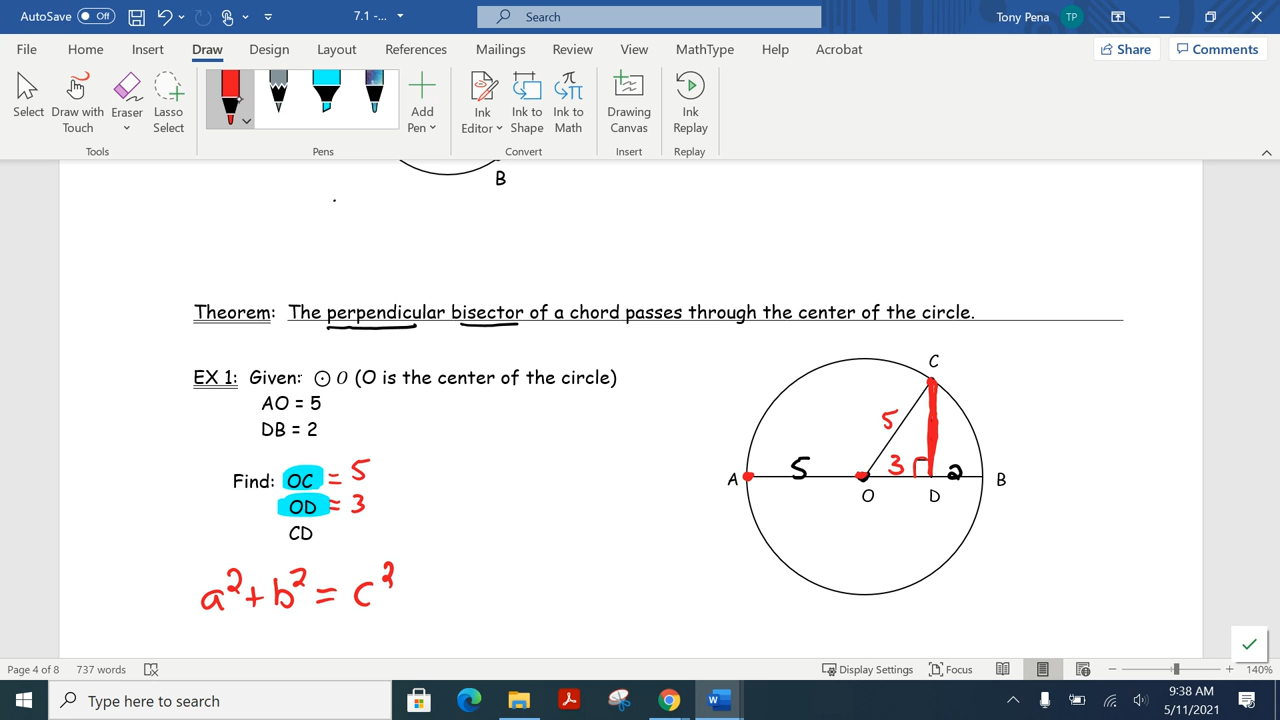 AutoSave Off 7.1 -... Search Tony Pena TP
File Home Insert Draw Design Layout References Mailings Review View MathType Help Acrobat Share Comments
Select Draw with Touch Eraser Lasso Select Add Pen Ink Editor Ink to Shape Ink to Math Drawing Canvas Ink Replay
Tools Pens Convert Insert Replay
B
Theorem: The perpendicular bisector of a chord passes through the center of the circle.
EX 1: Given: ⊙ O (O is the center of the circle)
AO = 5
DB = 2
Find: OC = 5
OD = 3
CD
a² + b² = c²
C
5
A 5 3 2 B
O D
Page 4 of 8 737 words Display Settings Focus 140%
Type here to search 9:38 AM
5/11/2021